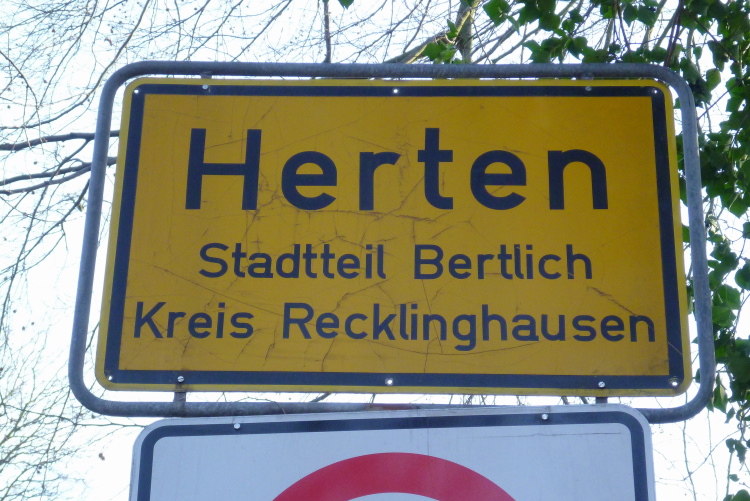 Herten
Stadtteil Bertlich
Kreis Recklinghausen